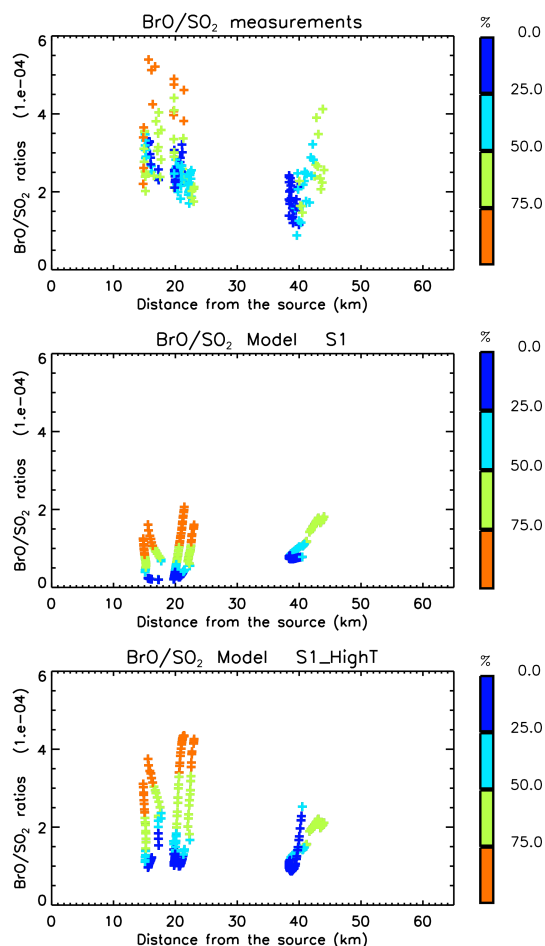 BrO/SO2 measurements
BrO/SO2 ratios (1.e-04)
6
4
2
0
0 10 20 30 40 50 60
Distance from the source (km)
%
0.0
25.0
50.0
75.0
BrO/SO2 Model S1
BrO/SO2 ratios (1.e-04)
6
4
2
0
0 10 20 30 40 50 60
Distance from the source (km)
%
0.0
25.0
50.0
75.0
BrO/SO2 Model S1_HighT
BrO/SO2 ratios (1.e-04)
6
4
2
0
0 10 20 30 40 50 60
Distance from the source (km)
%
0.0
25.0
50.0
75.0